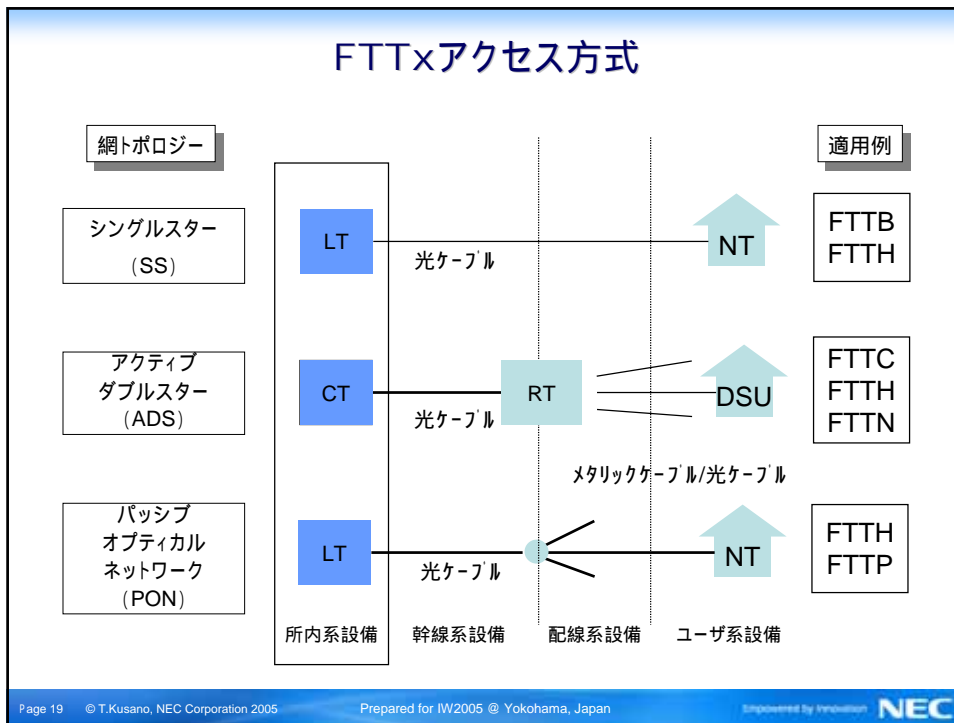 FTTxアクセス方式
網トポロジー
適用例
シングルスター
(SS)
LT
光ケーブル
NT
FTTB
FTTH
アクティブ
ダブルスター
(ADS)
CT
光ケーブル
RT
DSU
FTTC
FTTH
FTTN
メタリックケーブル/光ケーブル
パッシブ
オプティカル
ネットワーク
(PON)
LT
光ケーブル
NT
FTTH
FTTP
所内系設備
幹線系設備
配線系設備
ユーザ系設備
Page 19 © T.Kusano, NEC Corporation 2005 Prepared for IW2005 @ Yokohama, Japan
Empowered by Innovation NEC